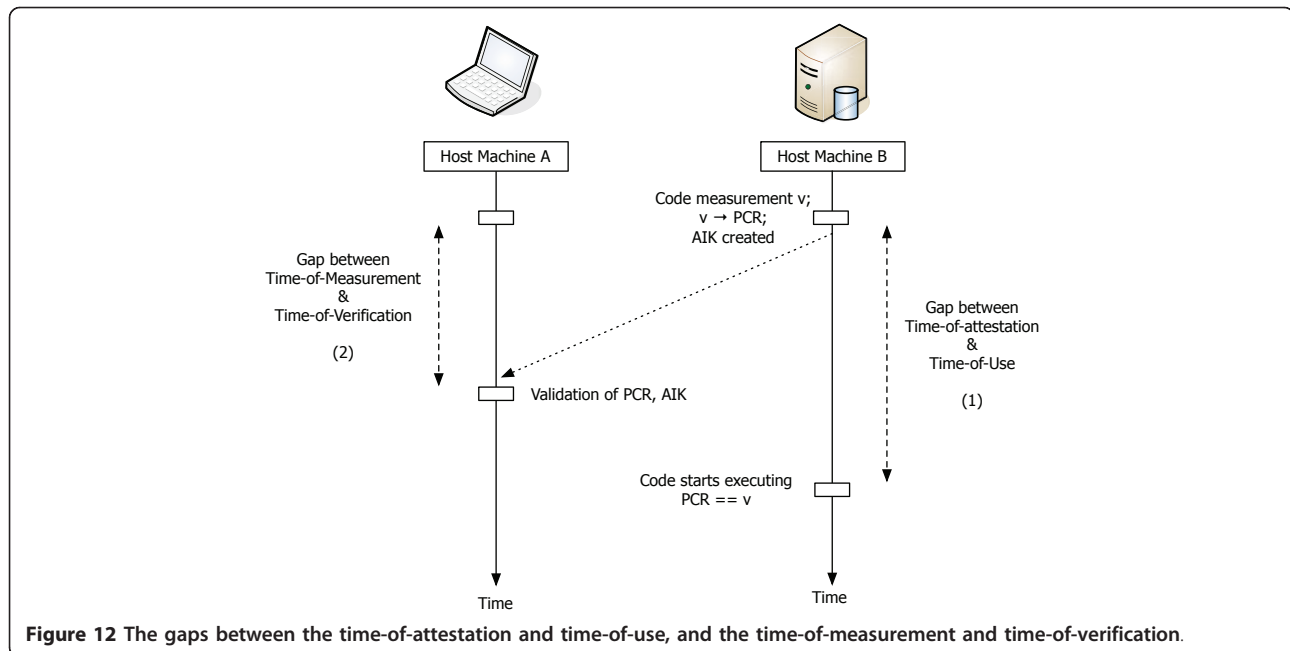 Host Machine A
Host Machine B
Code measurement v;
v → PCR;
AIK created
Gap between
Time-of-Measurement
&
Time-of-Verification
(2)
Gap between
Time-of-attestation
&
Time-of-Use
(1)
Validation of PCR, AIK
Code starts executing
PCR == v
Time
Time
Figure 12 The gaps between the time-of-attestation and time-of-use, and the time-of-measurement and time-of-verification.